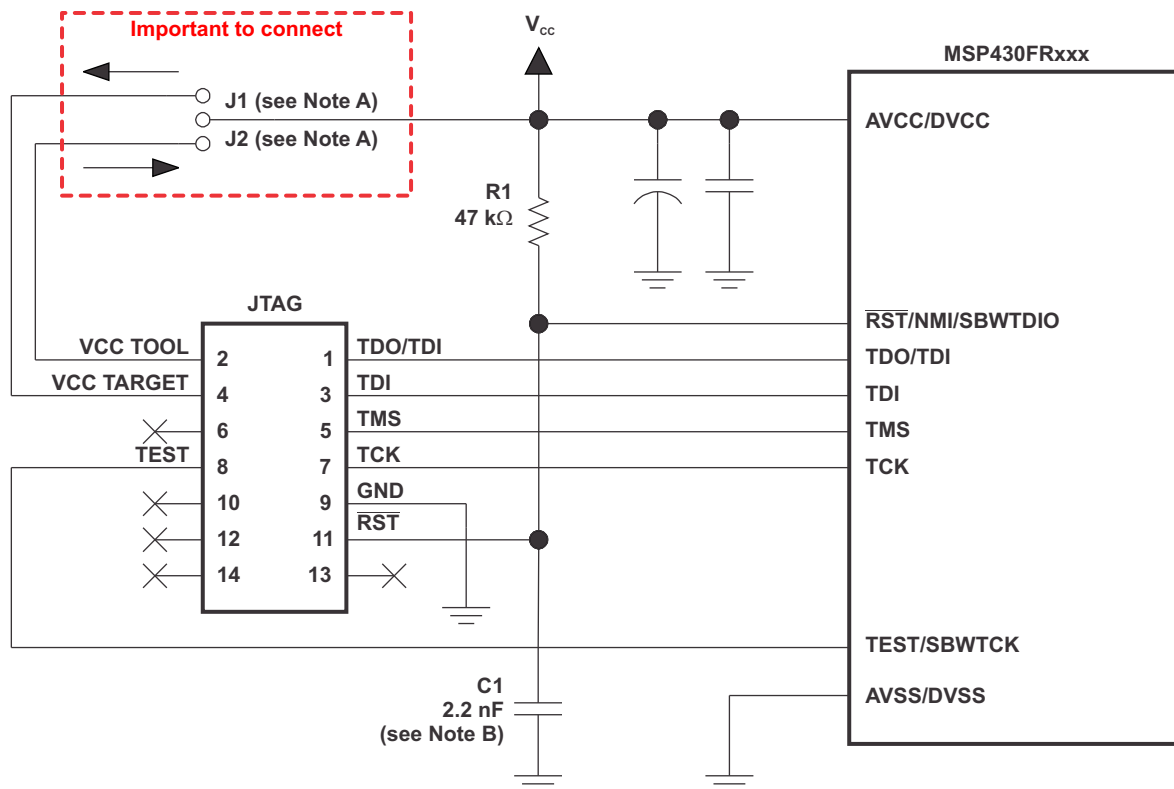 Important to connect
V_CC
MSP430FRxxx
J1 (see Note A)
J2 (see Note A)
AVCC/DVCC
R1
47 kΩ
JTAG
RST/NMI/SBWTDIO
VCC TOOL
2
1
TDO/TDI
TDO/TDI
VCC TARGET
4
3
TDI
TDI
6
5
TMS
TMS
TEST
8
7
TCK
TCK
10
9
GND
12
11
RST
14
13
TEST/SBWTCK
C1
2.2 nF
(see Note B)
AVSS/DVSS